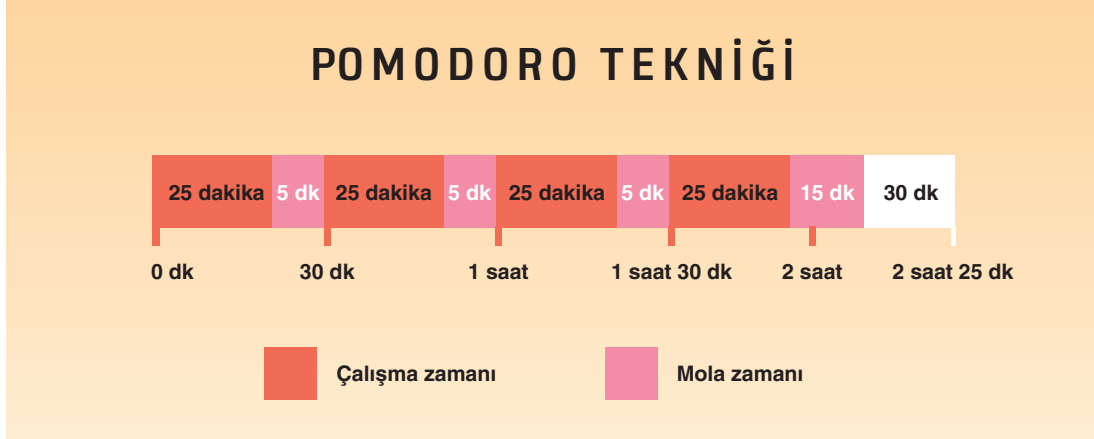 POMODORO TEKNİĞİ
25 dakika 5 dk 25 dakika 5 dk 25 dakika 5 dk 25 dakika 15 dk 30 dk
0 dk 30 dk 1 saat 1 saat 30 dk 2 saat 2 saat 25 dk
Çalışma zamanı Mola zamanı